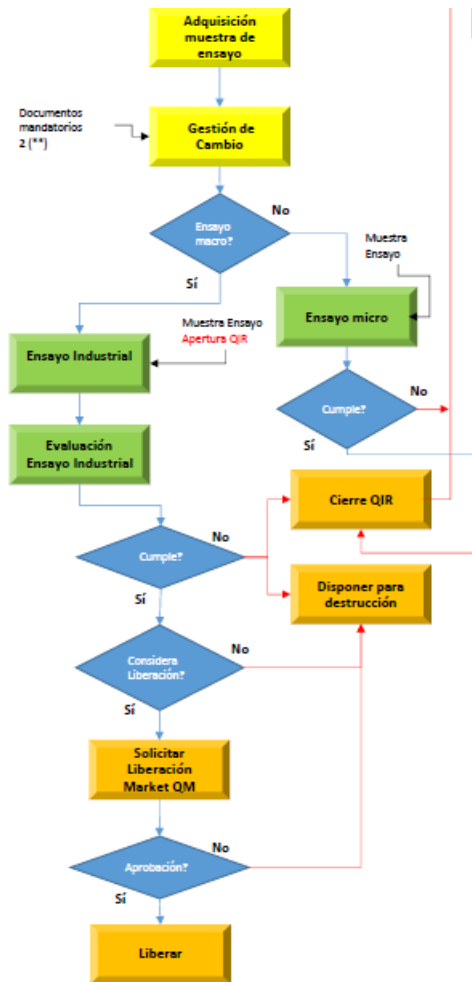 Adquisición
muestra de
ensayo
Documentos
mandatorios
2 (**)
Gestión de
Cambio
Ensayo
macro?
No
Sí
Muestra
Ensayo
Ensayo micro
Muestra Ensayo
Apertura QIR
Ensayo Industrial
Cumple?
No
Sí
Evaluación
Ensayo Industrial
Cierre QIR
Cumple?
No
Sí
Disponer para
destrucción
Considera
Liberación?
No
Sí
Solicitar
Liberación
Market QM
Aprobación?
No
Sí
Liberar